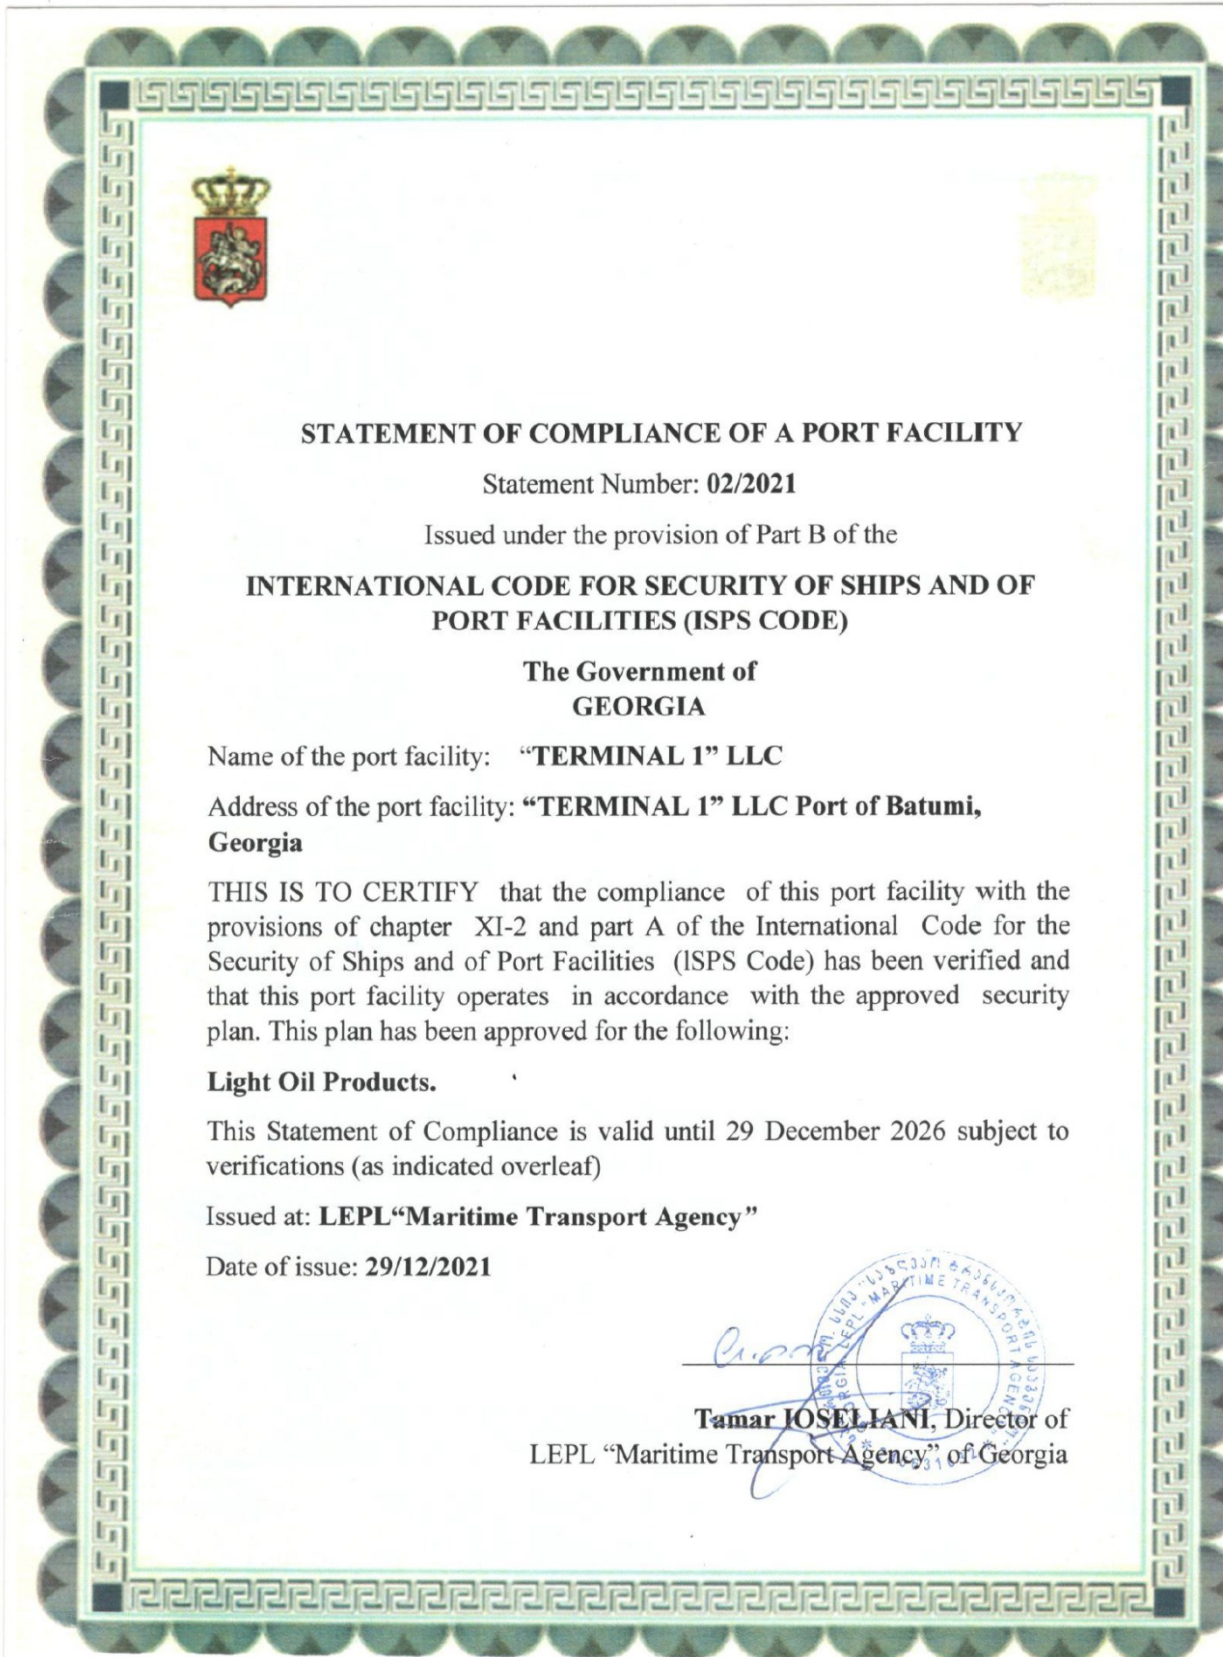 STATEMENT OF COMPLIANCE OF A PORT FACILITY
Statement Number: 02/2021
Issued under the provision of Part B of the
INTERNATIONAL CODE FOR SECURITY OF SHIPS AND OF
PORT FACILITIES (ISPS CODE)
The Government of
GEORGIA
Name of the port facility: “TERMINAL 1” LLC
Address of the port facility: “TERMINAL 1” LLC Port of Batumi,
Georgia
THIS IS TO CERTIFY that the compliance of this port facility with the
provisions of chapter XI-2 and part A of the International Code for the
Security of Ships and of Port Facilities (ISPS Code) has been verified and
that this port facility operates in accordance with the approved security
plan. This plan has been approved for the following:
Light Oil Products.
This Statement of Compliance is valid until 29 December 2026 subject to
verifications (as indicated overleaf)
Issued at: LEPL“Maritime Transport Agency”
Date of issue: 29/12/2021
LEPL “MARITIME TRANSPORT AGENCY”
Tamar IOSELIANI, Director of
LEPL “Maritime Transport Agency” of Georgia